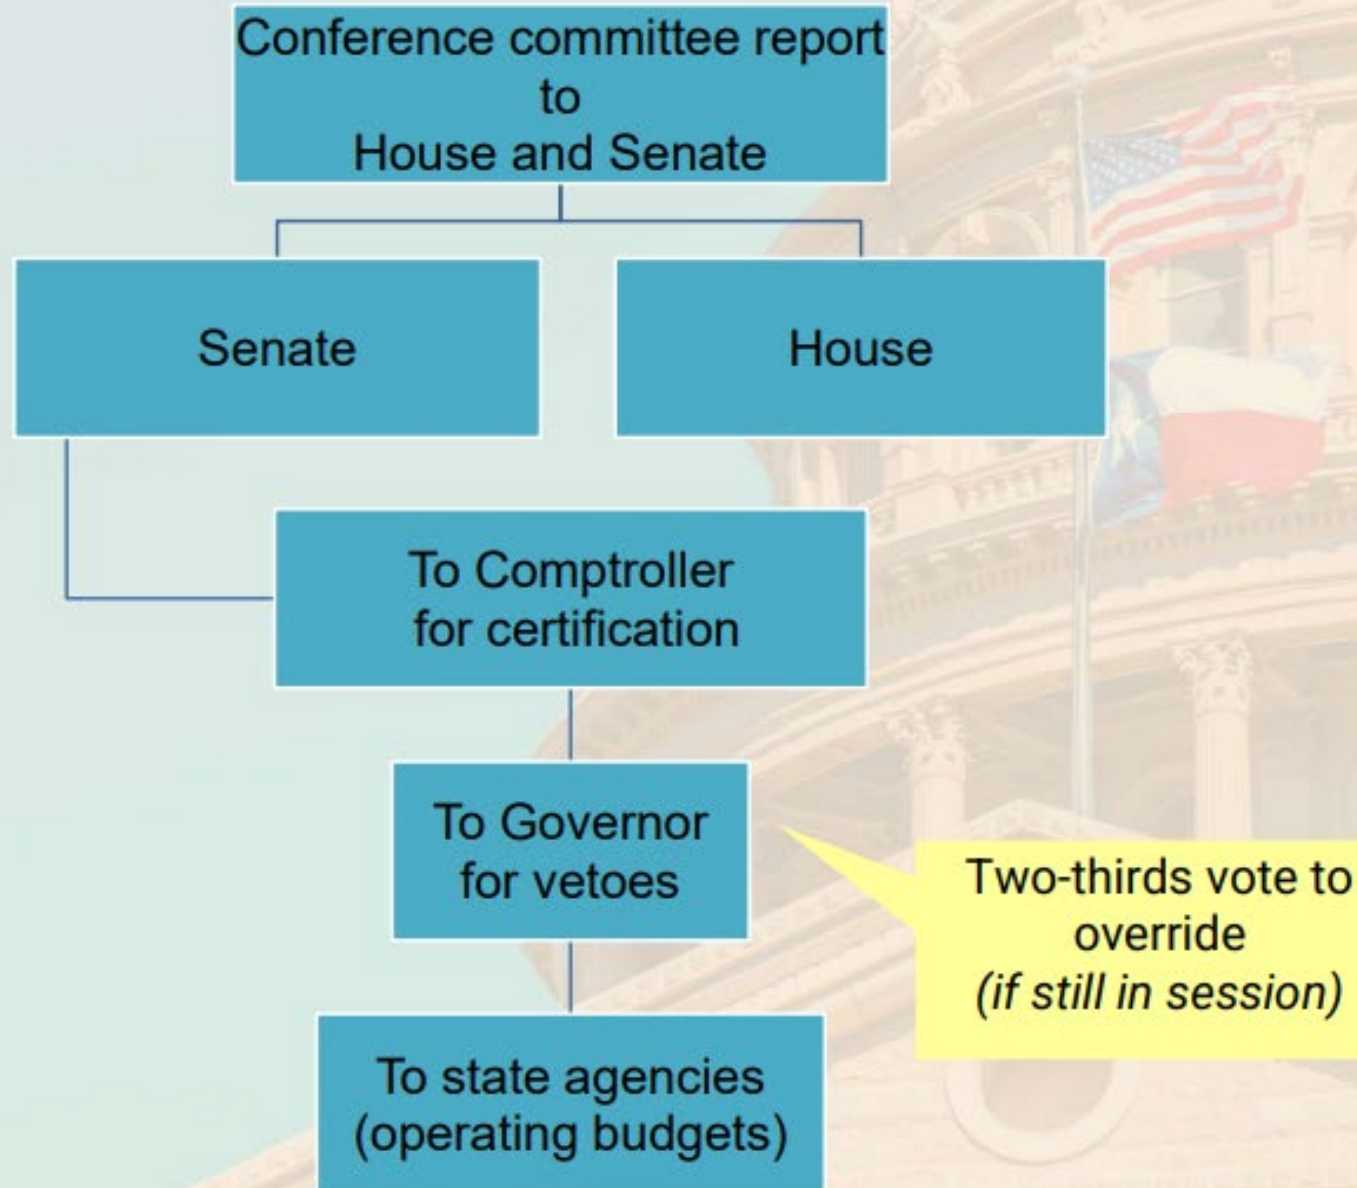 Conference committee report
to
House and Senate
Senate
House
To Comptroller
for certification
To Governor
for vetoes
Two-thirds vote to
override
(if still in session)
To state agencies
(operating budgets)